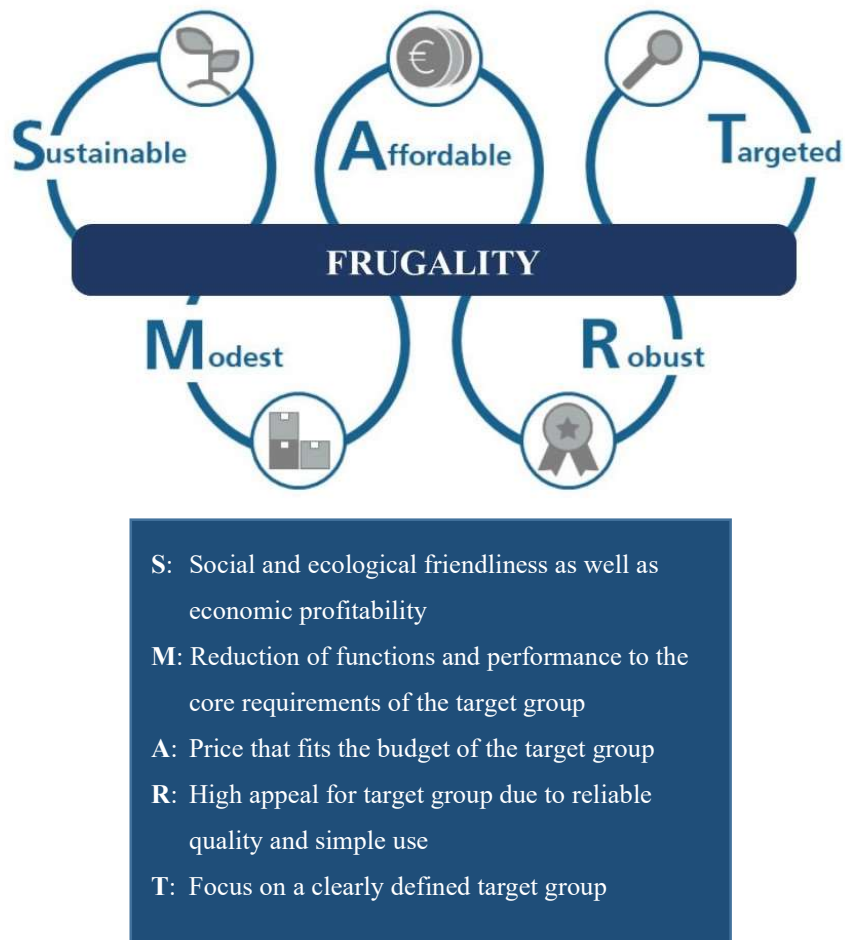 Sustainable
Affordable
Targeted
€
FRUGALITY
Modest
Robust
S: Social and ecological friendliness as well as
economic profitability
M: Reduction of functions and performance to the
core requirements of the target group
A: Price that fits the budget of the target group
R: High appeal for target group due to reliable
quality and simple use
T: Focus on a clearly defined target group